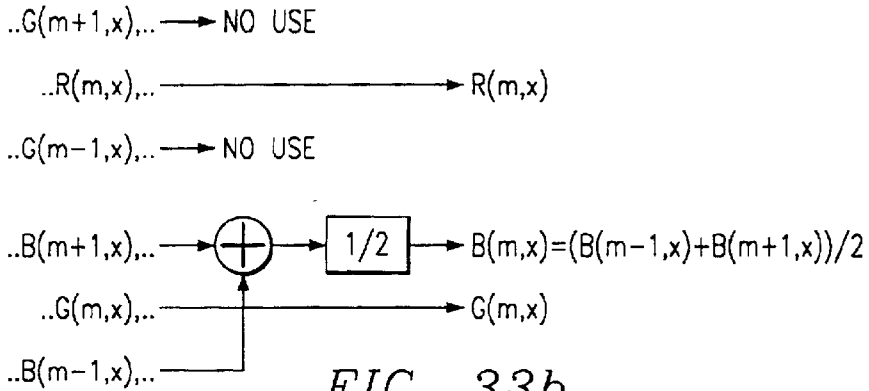 ..G(m+1,x),.. NO USE
..R(m,x),.. R(m,x)
..G(m-1,x),.. NO USE
..B(m+1,x),.. + 1/2 B(m,x)=(B(m-1,x)+B(m+1,x))/2
..G(m,x),.. G(m,x)
..B(m-1,x),..
FIG. 33b